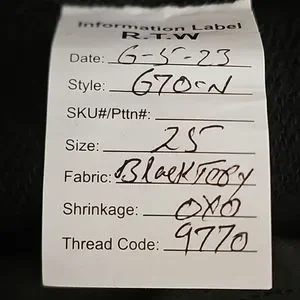 Information Label
R.T.W
Date: 6-5-23
Style: G70-N
SKU#/Pttn#:
Size: 25
Fabric: Black Tory
Shrinkage: 0X0
Thread Code: 9770